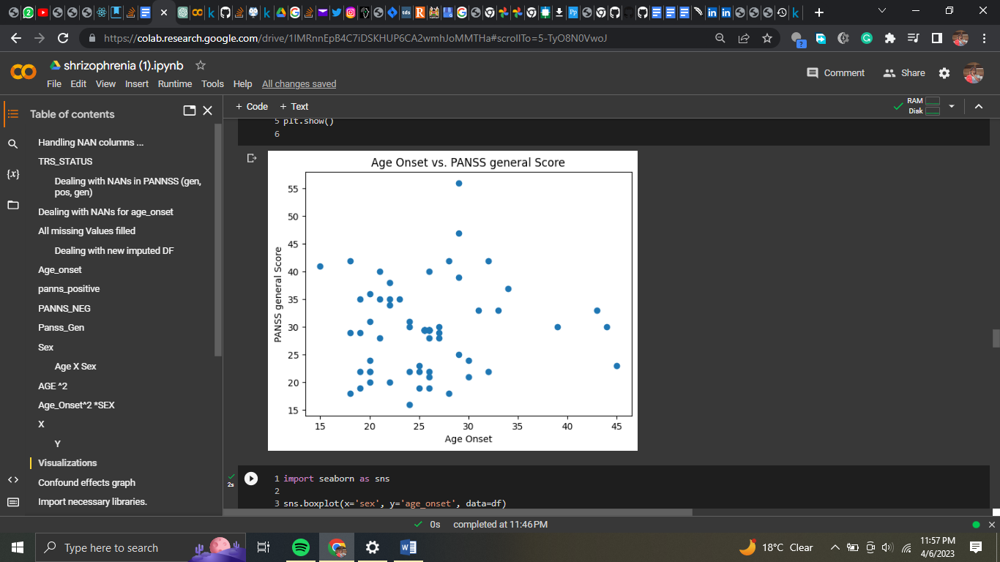 https://colab.research.google.com/drive/1IMRnnEpB4C7iDSKHUP6CA2wmhJoMMTHa#scrollTo=5-TyO8N0VwoJ
shrizophrenia (1).ipynb
File Edit View Insert Runtime Tools Help All changes saved
Comment Share
Table of contents
+ Code + Text
RAM
Disk
Handling NAN columns ...
TRS_STATUS
Dealing with NANs in PANNSS (gen,
pos, gen)
Dealing with NANs for age_onset
All missing Values filled
Dealing with new imputed DF
Age_onset
panns_positive
PANNS_NEG
Panss_Gen
Sex
Age X Sex
AGE ^2
Age_Onset^2 *SEX
X
Y
Visualizations
Confound effects graph
Import necessary libraries.
5 plt.show()
6
Age Onset vs. PANSS general Score
PANSS general Score
55
50
45
40
35
30
25
20
15
15 20 25 30 35 40 45
Age Onset
2s
1 import seaborn as sns
2
3 sns.boxplot(x='sex', y='age_onset', data=df)
0s completed at 11:46 PM
Type here to search
18°C Clear
11:57 PM
4/6/2023